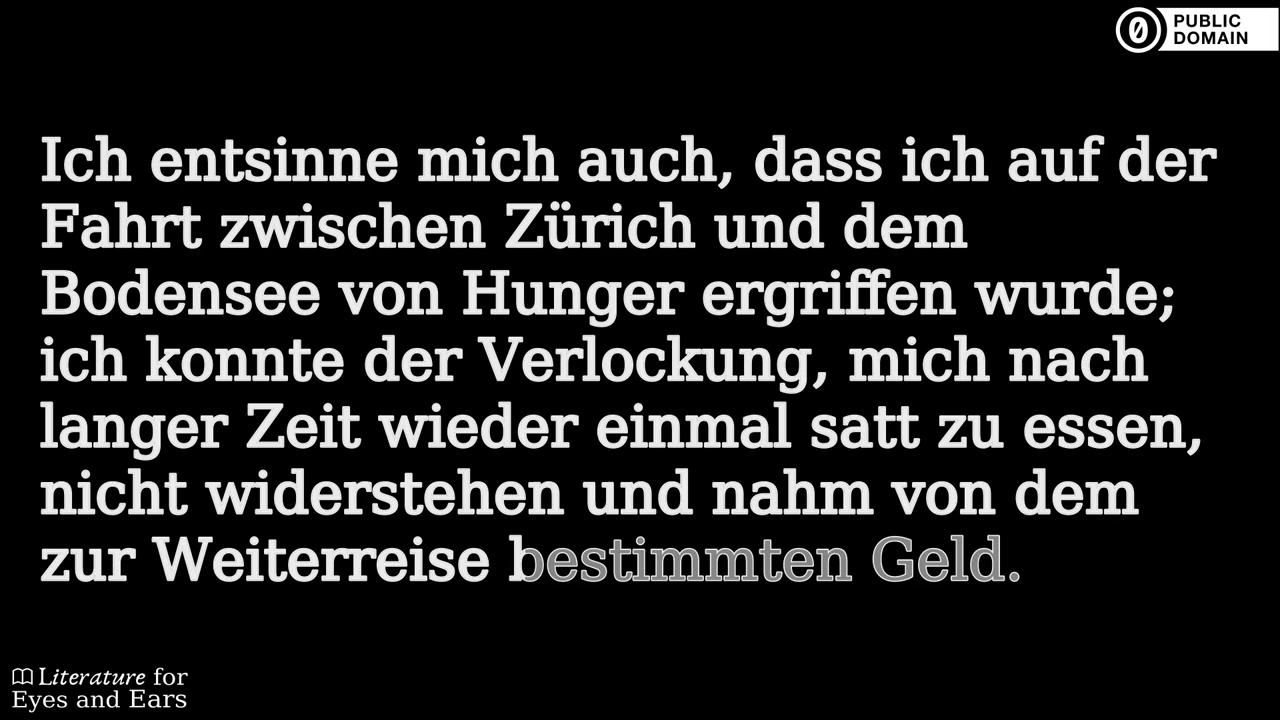 PUBLIC
DOMAIN
Ich entsinne mich auch, dass ich auf der
Fahrt zwischen Zürich und dem
Bodensee von Hunger ergriffen wurde;
ich konnte der Verlockung, mich nach
langer Zeit wieder einmal satt zu essen,
nicht widerstehen und nahm von dem
zur Weiterreise bestimmten Geld.
Literature for
Eyes and Ears